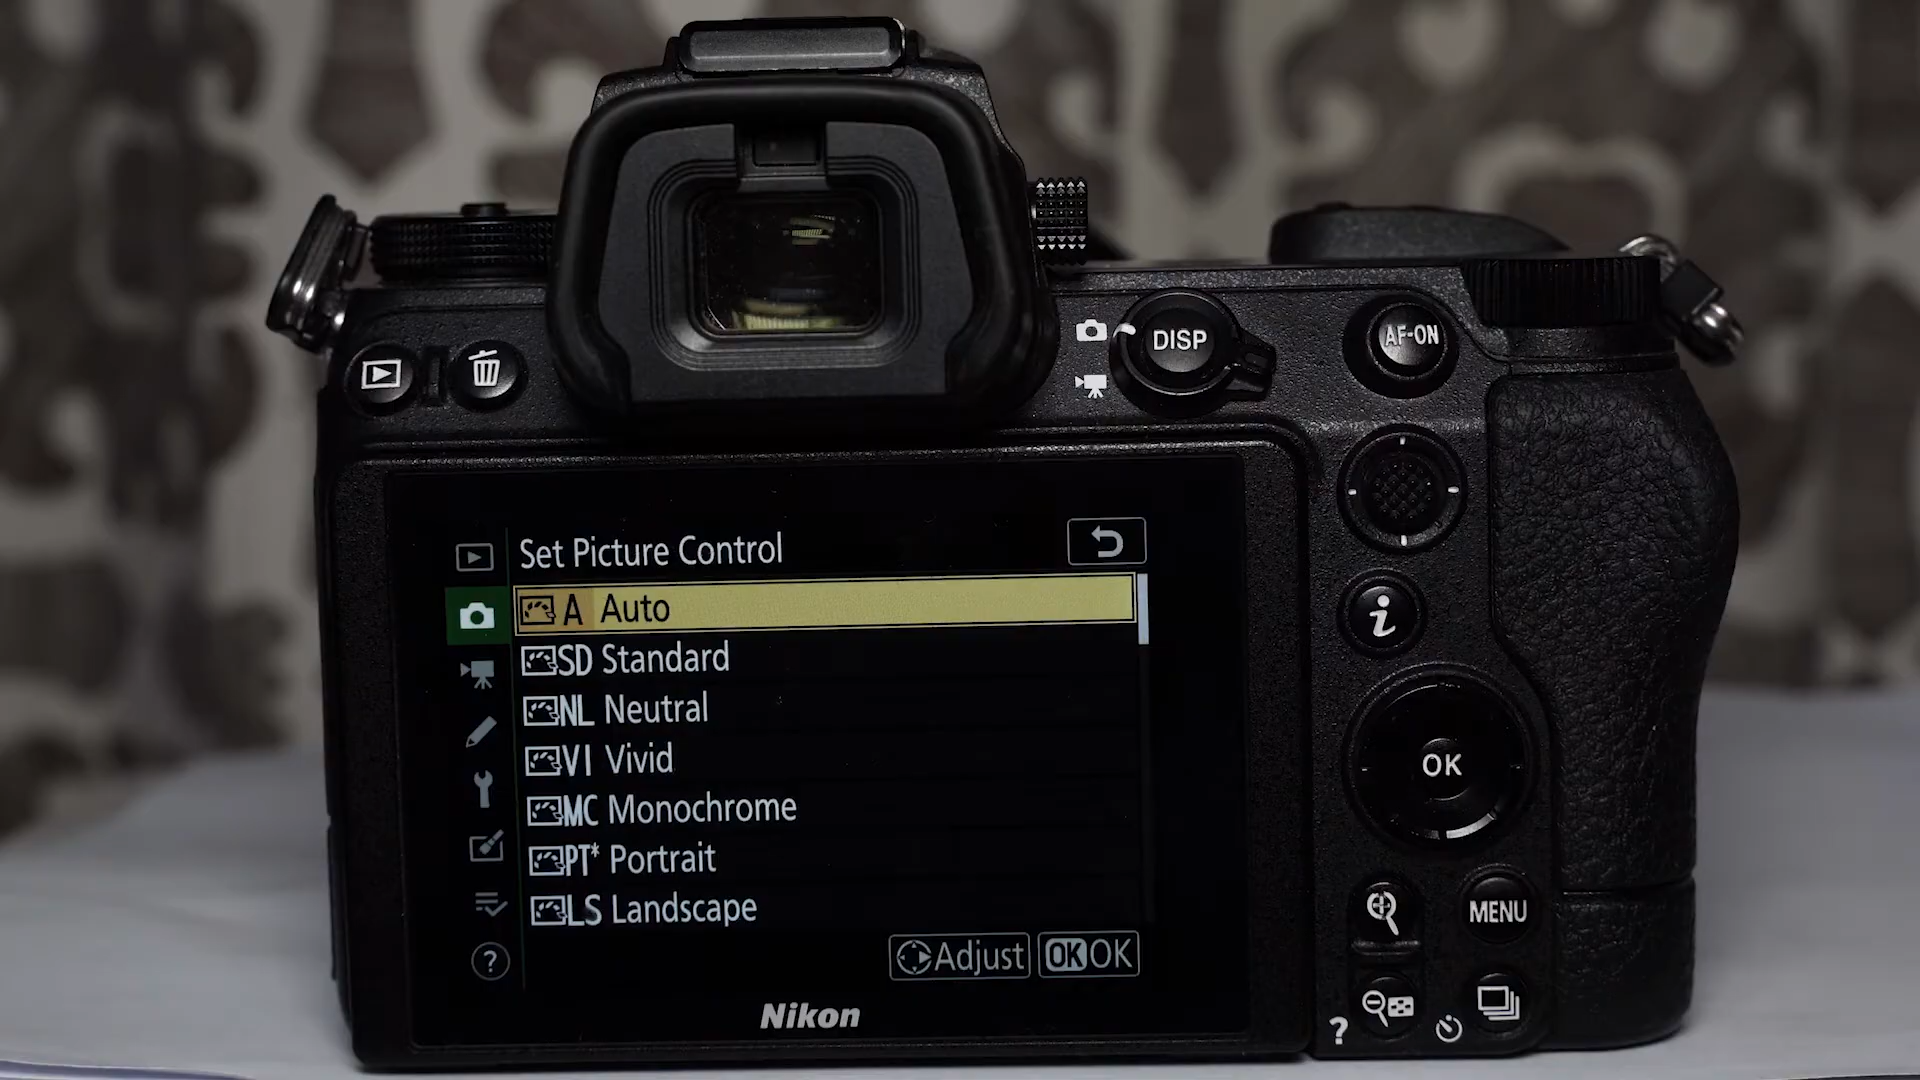 DISP
AF-ON
Set Picture Control
A Auto
SD Standard
NL Neutral
VI Vivid
MC Monochrome
PT* Portrait
LS Landscape
?
Adjust OK OK
Nikon
i
OK
MENU
?